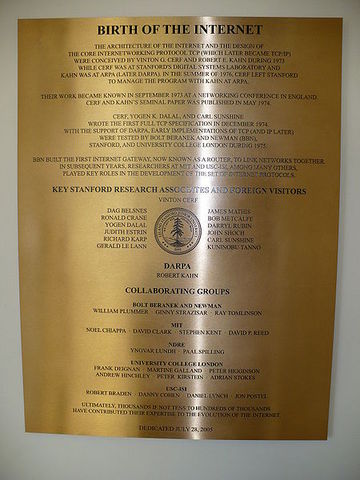 BIRTH OF THE INTERNET
THE ARCHITECTURE OF THE INTERNET AND THE DESIGN OF
THE CORE INTERNETWORKING PROTOCOL TCP (WHICH LATER BECAME TCP/IP)
WERE CONCEIVED BY VINTON G. CERF AND ROBERT E. KAHN DURING 1973
WHILE CERF WAS AT STANFORD'S DIGITAL SYSTEMS LABORATORY AND
KAHN WAS AT ARPA (LATER DARPA). IN THE SUMMER OF 1976, CERF LEFT STANFORD
TO MANAGE THE PROGRAM WITH KAHN AT ARPA.
THEIR WORK BECAME KNOWN IN SEPTEMBER 1973 AT A NETWORKING CONFERENCE IN ENGLAND.
CERF AND KAHN'S SEMINAL PAPER WAS PUBLISHED IN MAY 1974.
CERF, YOGEN K. DALAL, AND CARL SUNSHINE
WROTE THE FIRST FULL TCP SPECIFICATION IN DECEMBER 1974.
WITH THE SUPPORT OF DARPA, EARLY IMPLEMENTATIONS OF TCP (AND IP LATER)
WERE TESTED BY BOLT BERANEK AND NEWMAN (BBN),
STANFORD, AND UNIVERSITY COLLEGE LONDON DURING 1975.
BBN BUILT THE FIRST INTERNET GATEWAY, NOW KNOWN AS A ROUTER, TO LINK NETWORKS TOGETHER.
IN SUBSEQUENT YEARS, RESEARCHERS AT MIT AND USC-ISI, AMONG MANY OTHERS,
PLAYED KEY ROLES IN THE DEVELOPMENT OF THE SET OF INTERNET PROTOCOLS.
KEY STANFORD RESEARCH ASSOCIATES AND FOREIGN VISITORS
VINTON CERF
DAG BELSNES
RONALD CRANE
YOGEN DALAL
JUDITH ESTRIN
RICHARD KARP
GERARD LE LANN
JAMES MATHIS
BOB METCALFE
DARRYL RUBIN
JOHN SHOCH
CARL SUNSHINE
KUNINOBU TANNO
DARPA
ROBERT KAHN
COLLABORATING GROUPS
BOLT BERANEK AND NEWMAN
WILLIAM PLUMMER · GINNY STRAZISAR · RAY TOMLINSON
MIT
NOEL CHIAPPA · DAVID CLARK · STEPHEN KENT · DAVID P. REED
NDRE
YNGVAR LUNDH · PAAL SPILLING
UNIVERSITY COLLEGE LONDON
FRANK DEIGNAN · MARTINE GALLAND · PETER HIGGINSON
ANDREW HINCHLEY · PETER KIRSTEIN · ADRIAN STOKES
USC-ISI
ROBERT BRADEN · DANNY COHEN · DANIEL LYNCH · JON POSTEL
ULTIMATELY, THOUSANDS IF NOT TENS TO HUNDREDS OF THOUSANDS
HAVE CONTRIBUTED THEIR EXPERTISE TO THE EVOLUTION OF THE INTERNET
DEDICATED JULY 28, 2005